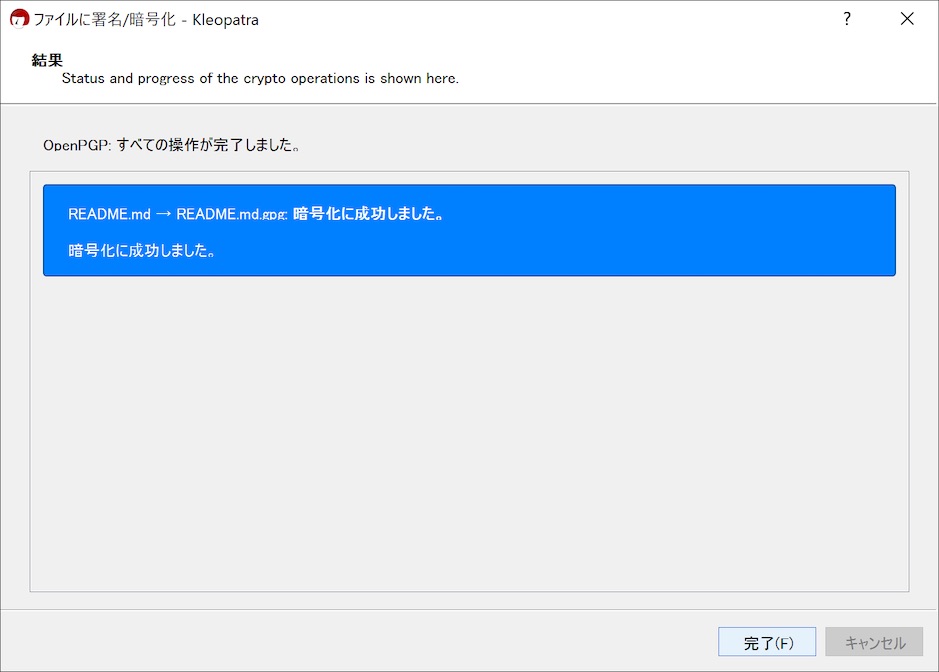 ファイルに署名/暗号化 - Kleopatra
?
結果
Status and progress of the crypto operations is shown here.
OpenPGP: すべての操作が完了しました。
README.md → README.md.gpg: 暗号化に成功しました。
暗号化に成功しました。
完了(F)
キャンセル